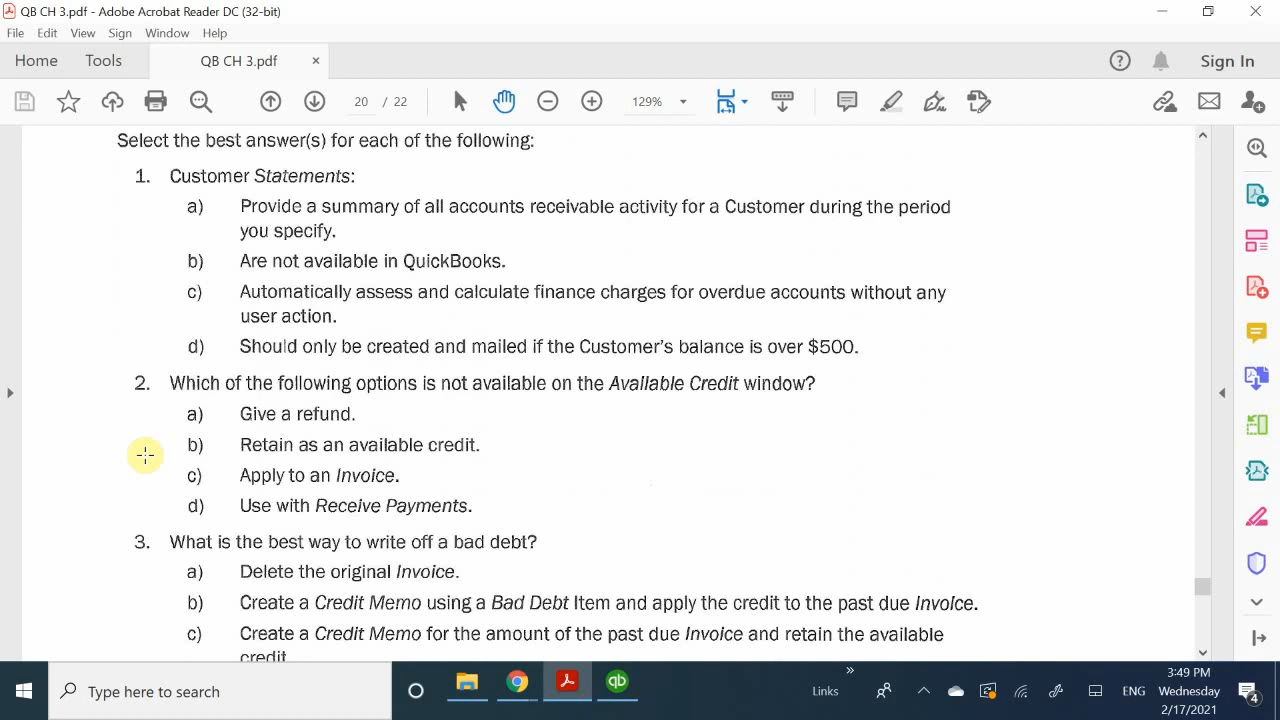 QB CH 3.pdf - Adobe Acrobat Reader DC (32-bit)
File Edit View Sign Window Help
Home Tools QB CH 3.pdf × Sign In
20 / 22 129%
Select the best answer(s) for each of the following:
1. Customer Statements:
a) Provide a summary of all accounts receivable activity for a Customer during the period
you specify.
b) Are not available in QuickBooks.
c) Automatically assess and calculate finance charges for overdue accounts without any
user action.
d) Should only be created and mailed if the Customer's balance is over $500.
2. Which of the following options is not available on the Available Credit window?
a) Give a refund.
b) Retain as an available credit.
c) Apply to an Invoice.
d) Use with Receive Payments.
3. What is the best way to write off a bad debt?
a) Delete the original Invoice.
b) Create a Credit Memo using a Bad Debt Item and apply the credit to the past due Invoice.
c) Create a Credit Memo for the amount of the past due Invoice and retain the available
credit
Type here to search
qb
Links
ENG
3:49 PM
Wednesday
2/17/2021
4